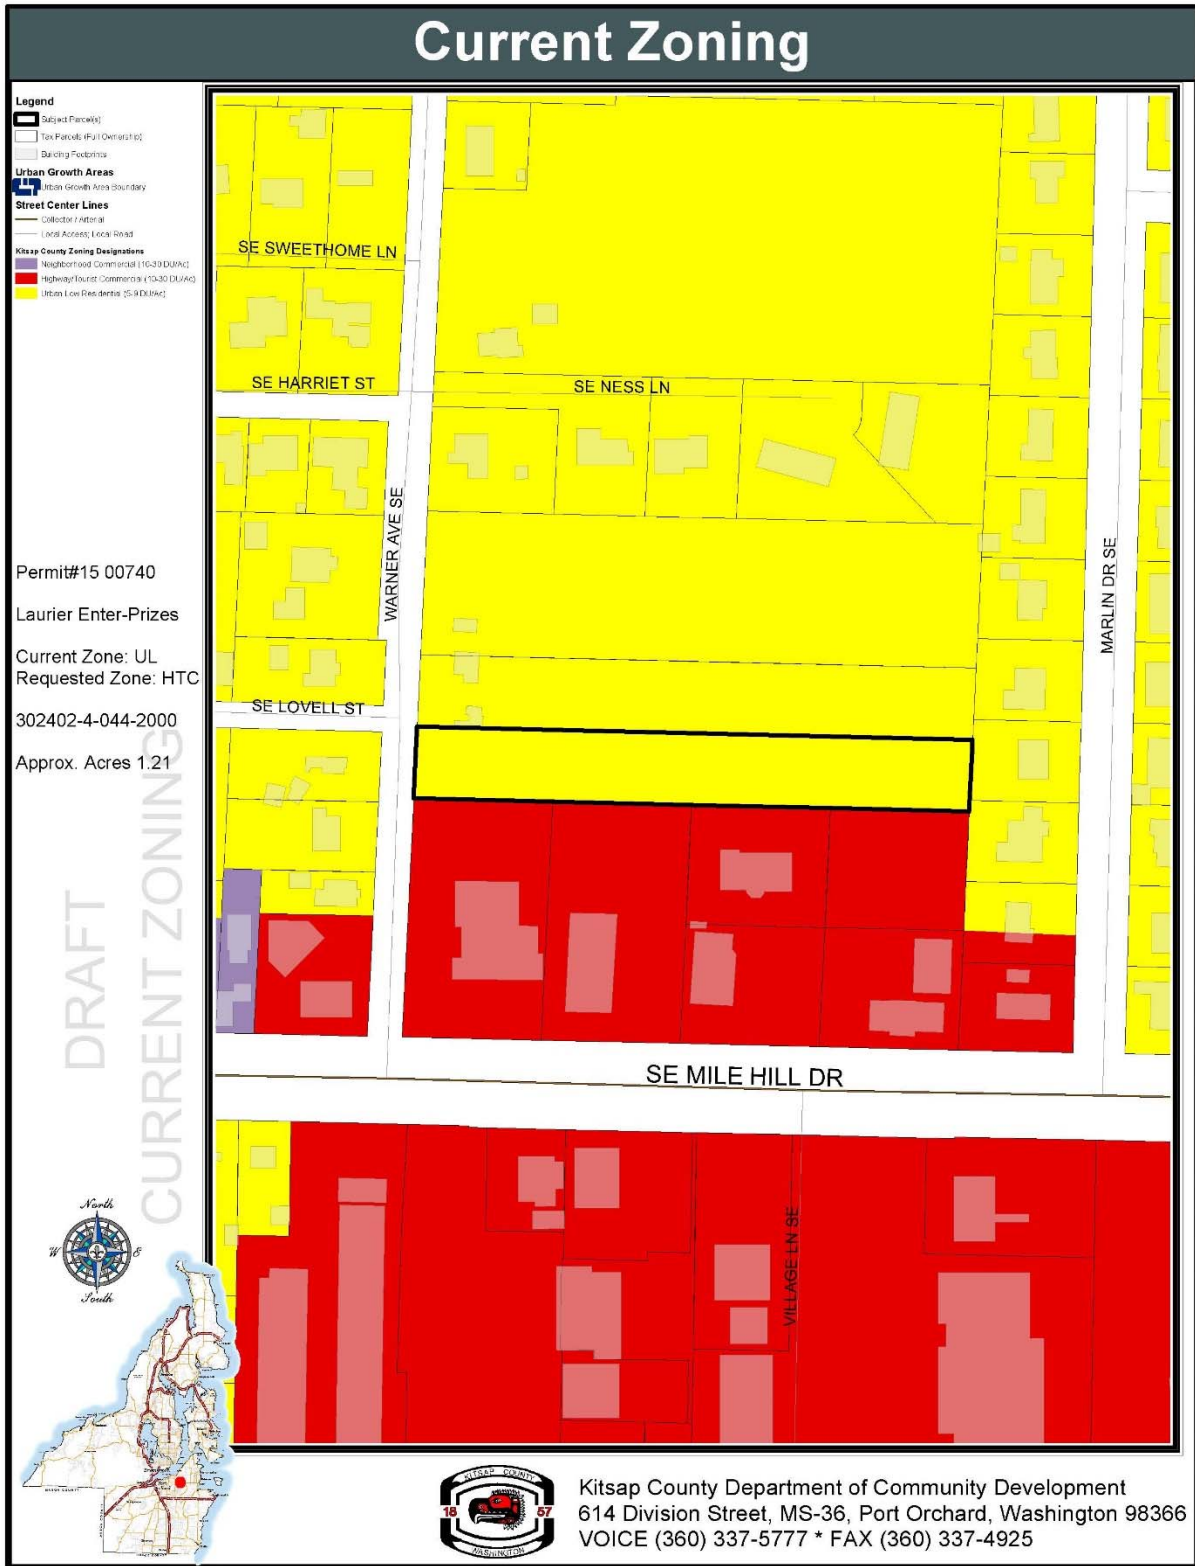 Current Zoning
Legend
Subject Parcel(s)
Tax Parcels (Full Ownership)
Building Footprints
Urban Growth Areas
Urban Growth Area Boundary
Street Center Lines
Collector / Arterial
Local Access; Local Road
Kitsap County Zoning Designations
Neighborhood Commercial (10-30 DU/Ac)
Highway/Tourist Commercial (10-30 DU/Ac)
Urban Low Residential (5-9 DU/Ac)
SE SWEETHOME LN
SE HARRIET ST
SE NESS LN
WARNER AVE SE
MARLIN DR SE
SE LOVELL ST
Permit#15 00740
Laurier Enter-Prizes
Current Zone: UL
Requested Zone: HTC
302402-4-044-2000
Approx. Acres 1.21
DRAFT
CURRENT ZONING
SE MILE HILL DR
VILLAGE LN SE
North
W
E
South
KITSAP COUNTY
18 57
WASHINGTON
Kitsap County Department of Community Development
614 Division Street, MS-36, Port Orchard, Washington 98366
VOICE (360) 337-5777 * FAX (360) 337-4925